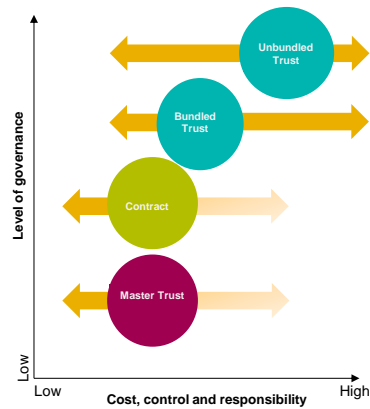 Unbundled
Trust
Bundled
Trust
Level of governance
Contract
Master Trust
Low
Low
High
Cost, control and responsibility